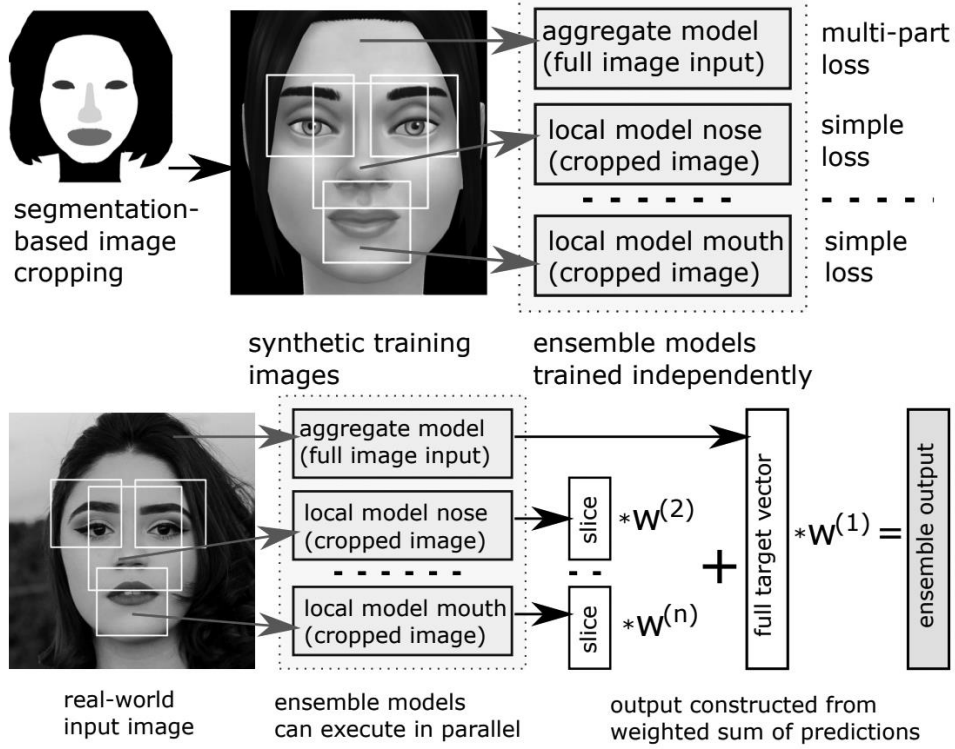 aggregate model
(full image input)
multi-part
loss
local model nose
(cropped image)
simple
loss
local model mouth
(cropped image)
simple
loss
segmentation-
based image
cropping
synthetic training
images
ensemble models
trained independently
aggregate model
(full image input)
local model nose
(cropped image)
local model mouth
(cropped image)
slice
*W(2)
slice
*W(n)
+
full target vector
*W(1) =
ensemble output
real-world
input image
ensemble models
can execute in parallel
output constructed from
weighted sum of predictions